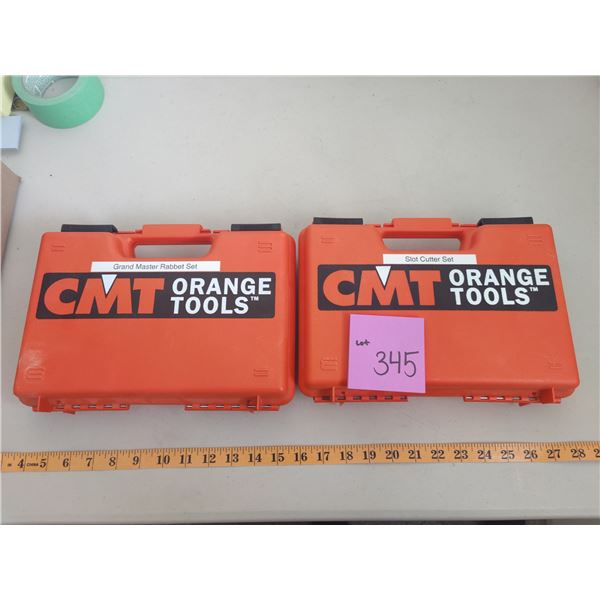 Grand Master Rabbet Set
CMT ORANGE TOOLS™
Slot Cutter Set
CMT ORANGE TOOLS™
Lot
345
IN 4 CHINA 5 6 7 8 9 10 11 12 13 14 15 16 17 18 19 20 21 22 23 24 25 26 27 28